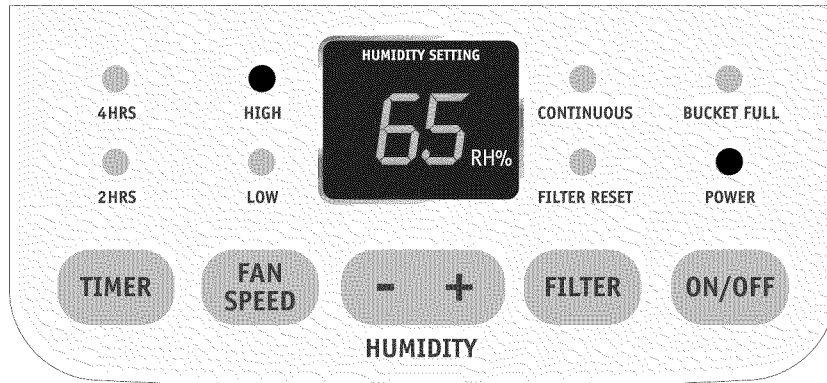 HUMIDITY SETTING
65 RH%
4HRS
HIGH
CONTINUOUS
BUCKET FULL
2HRS
LOW
FILTER RESET
POWER
TIMER
FAN
SPEED
- +
FILTER
ON/OFF
HUMIDITY